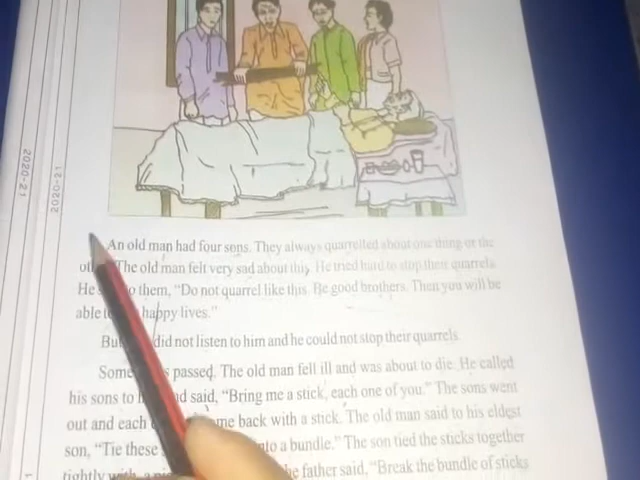 2020-21
2020-21
An old man had four sons. They always quarrelled about one thing or the
The old man felt very sad about this. He tried hard to stop their quarrels.
He to them, "Do not quarrel like this. Be good brothers. Then you will be
able happy lives."
did not listen to him and he could not stop their quarrels.
Some passed. The old man fell ill and was about to die. He called
his sons to and said, "Bring me a stick, each one of you." The sons went
out and each back with a stick. The old man said to his eldest
son, "Tie these into a bundle." The son tied the sticks together
tightly with a father said, "Break the bundle of sticks